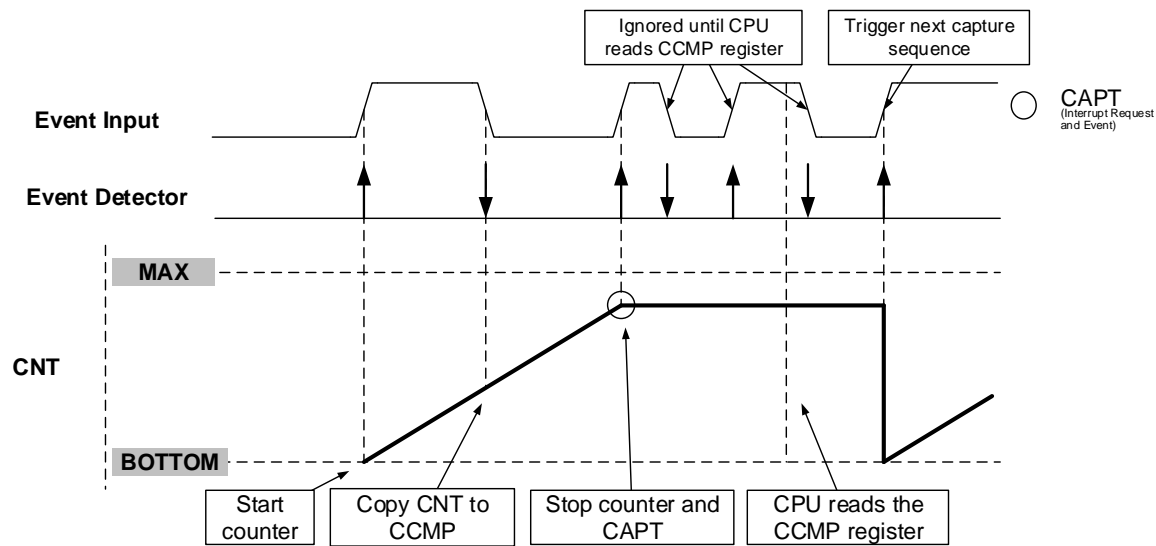 Ignored until CPU
reads CCMP register
Trigger next capture
sequence
Event Input
CAPT
(Interrupt Request
and Event)
Event Detector
MAX
CNT
BOTTOM
Start
counter
Copy CNT to
CCMP
Stop counter and
CAPT
CPU reads the
CCMP register